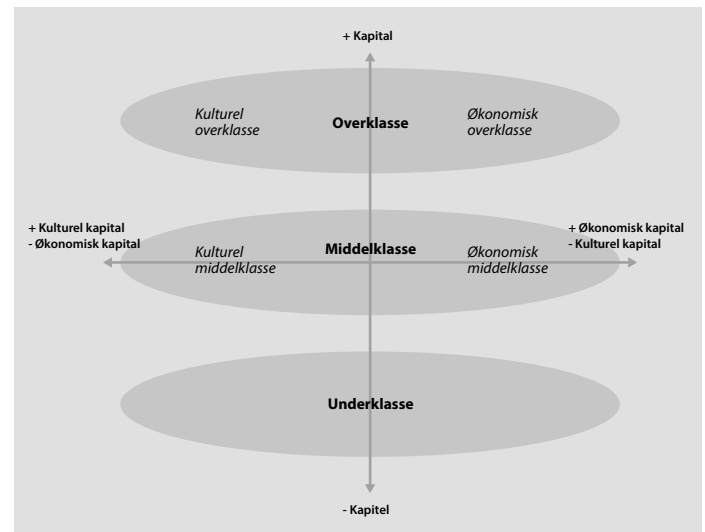 + Kapital
Kulturel
overklasse
Overklasse
Økonomisk
overklasse
+ Kulturel kapital
- Økonomisk kapital
Kulturel
middelklasse
Middelklasse
Økonomisk
middelklasse
+ Økonomisk kapital
- Kulturel kapital
Underklasse
- Kapitel